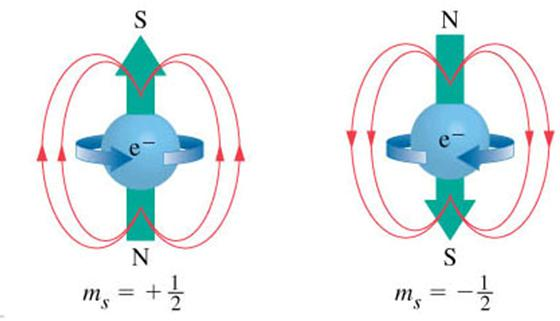 S
e−
N
mₛ = + 1/2
N
e−
S
mₛ = − 1/2